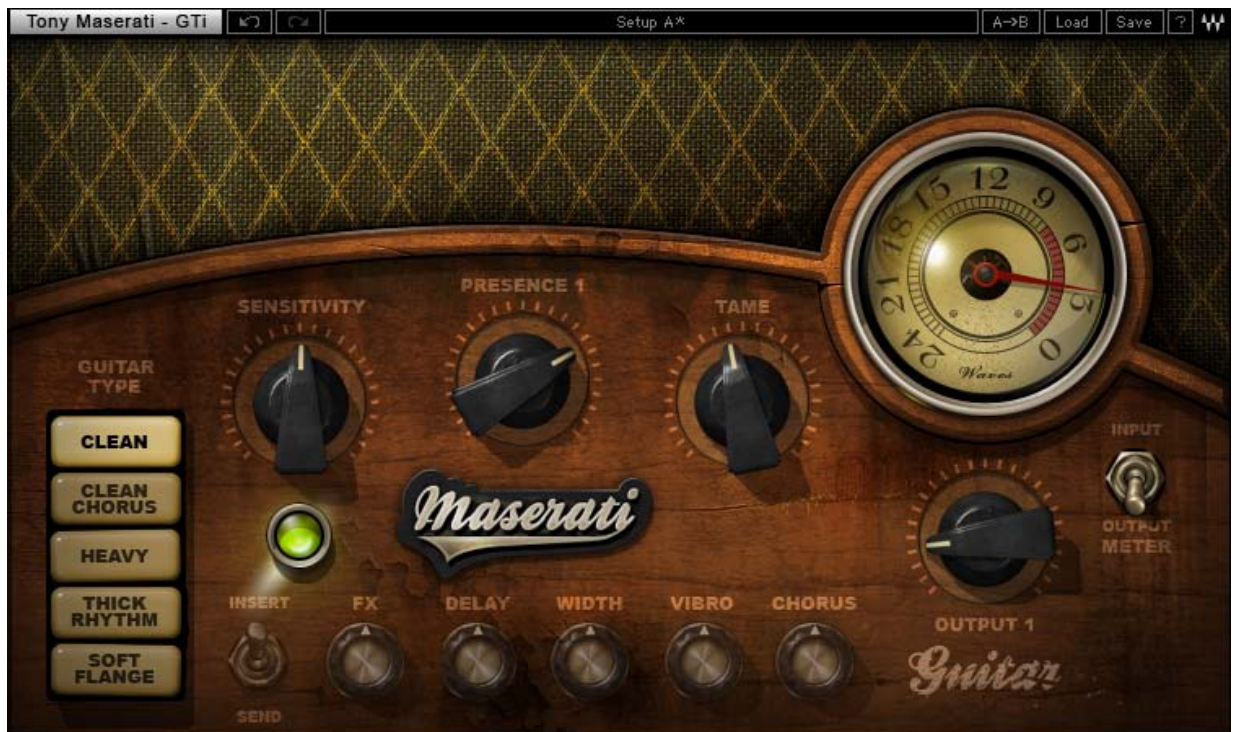 Tony Maserati - GTi
Setup A*
A→B
Load
Save
?
SENSITIVITY
PRESENCE 1
TAME
24
21
18
15
12
9
6
3
0
Waves
GUITAR
TYPE
CLEAN
CLEAN
CHORUS
HEAVY
THICK
RHYTHM
SOFT
FLANGE
Maserati
INPUT
OUTPUT
METER
INSERT
SEND
FX
DELAY
WIDTH
VIBRO
CHORUS
OUTPUT 1
Guitar